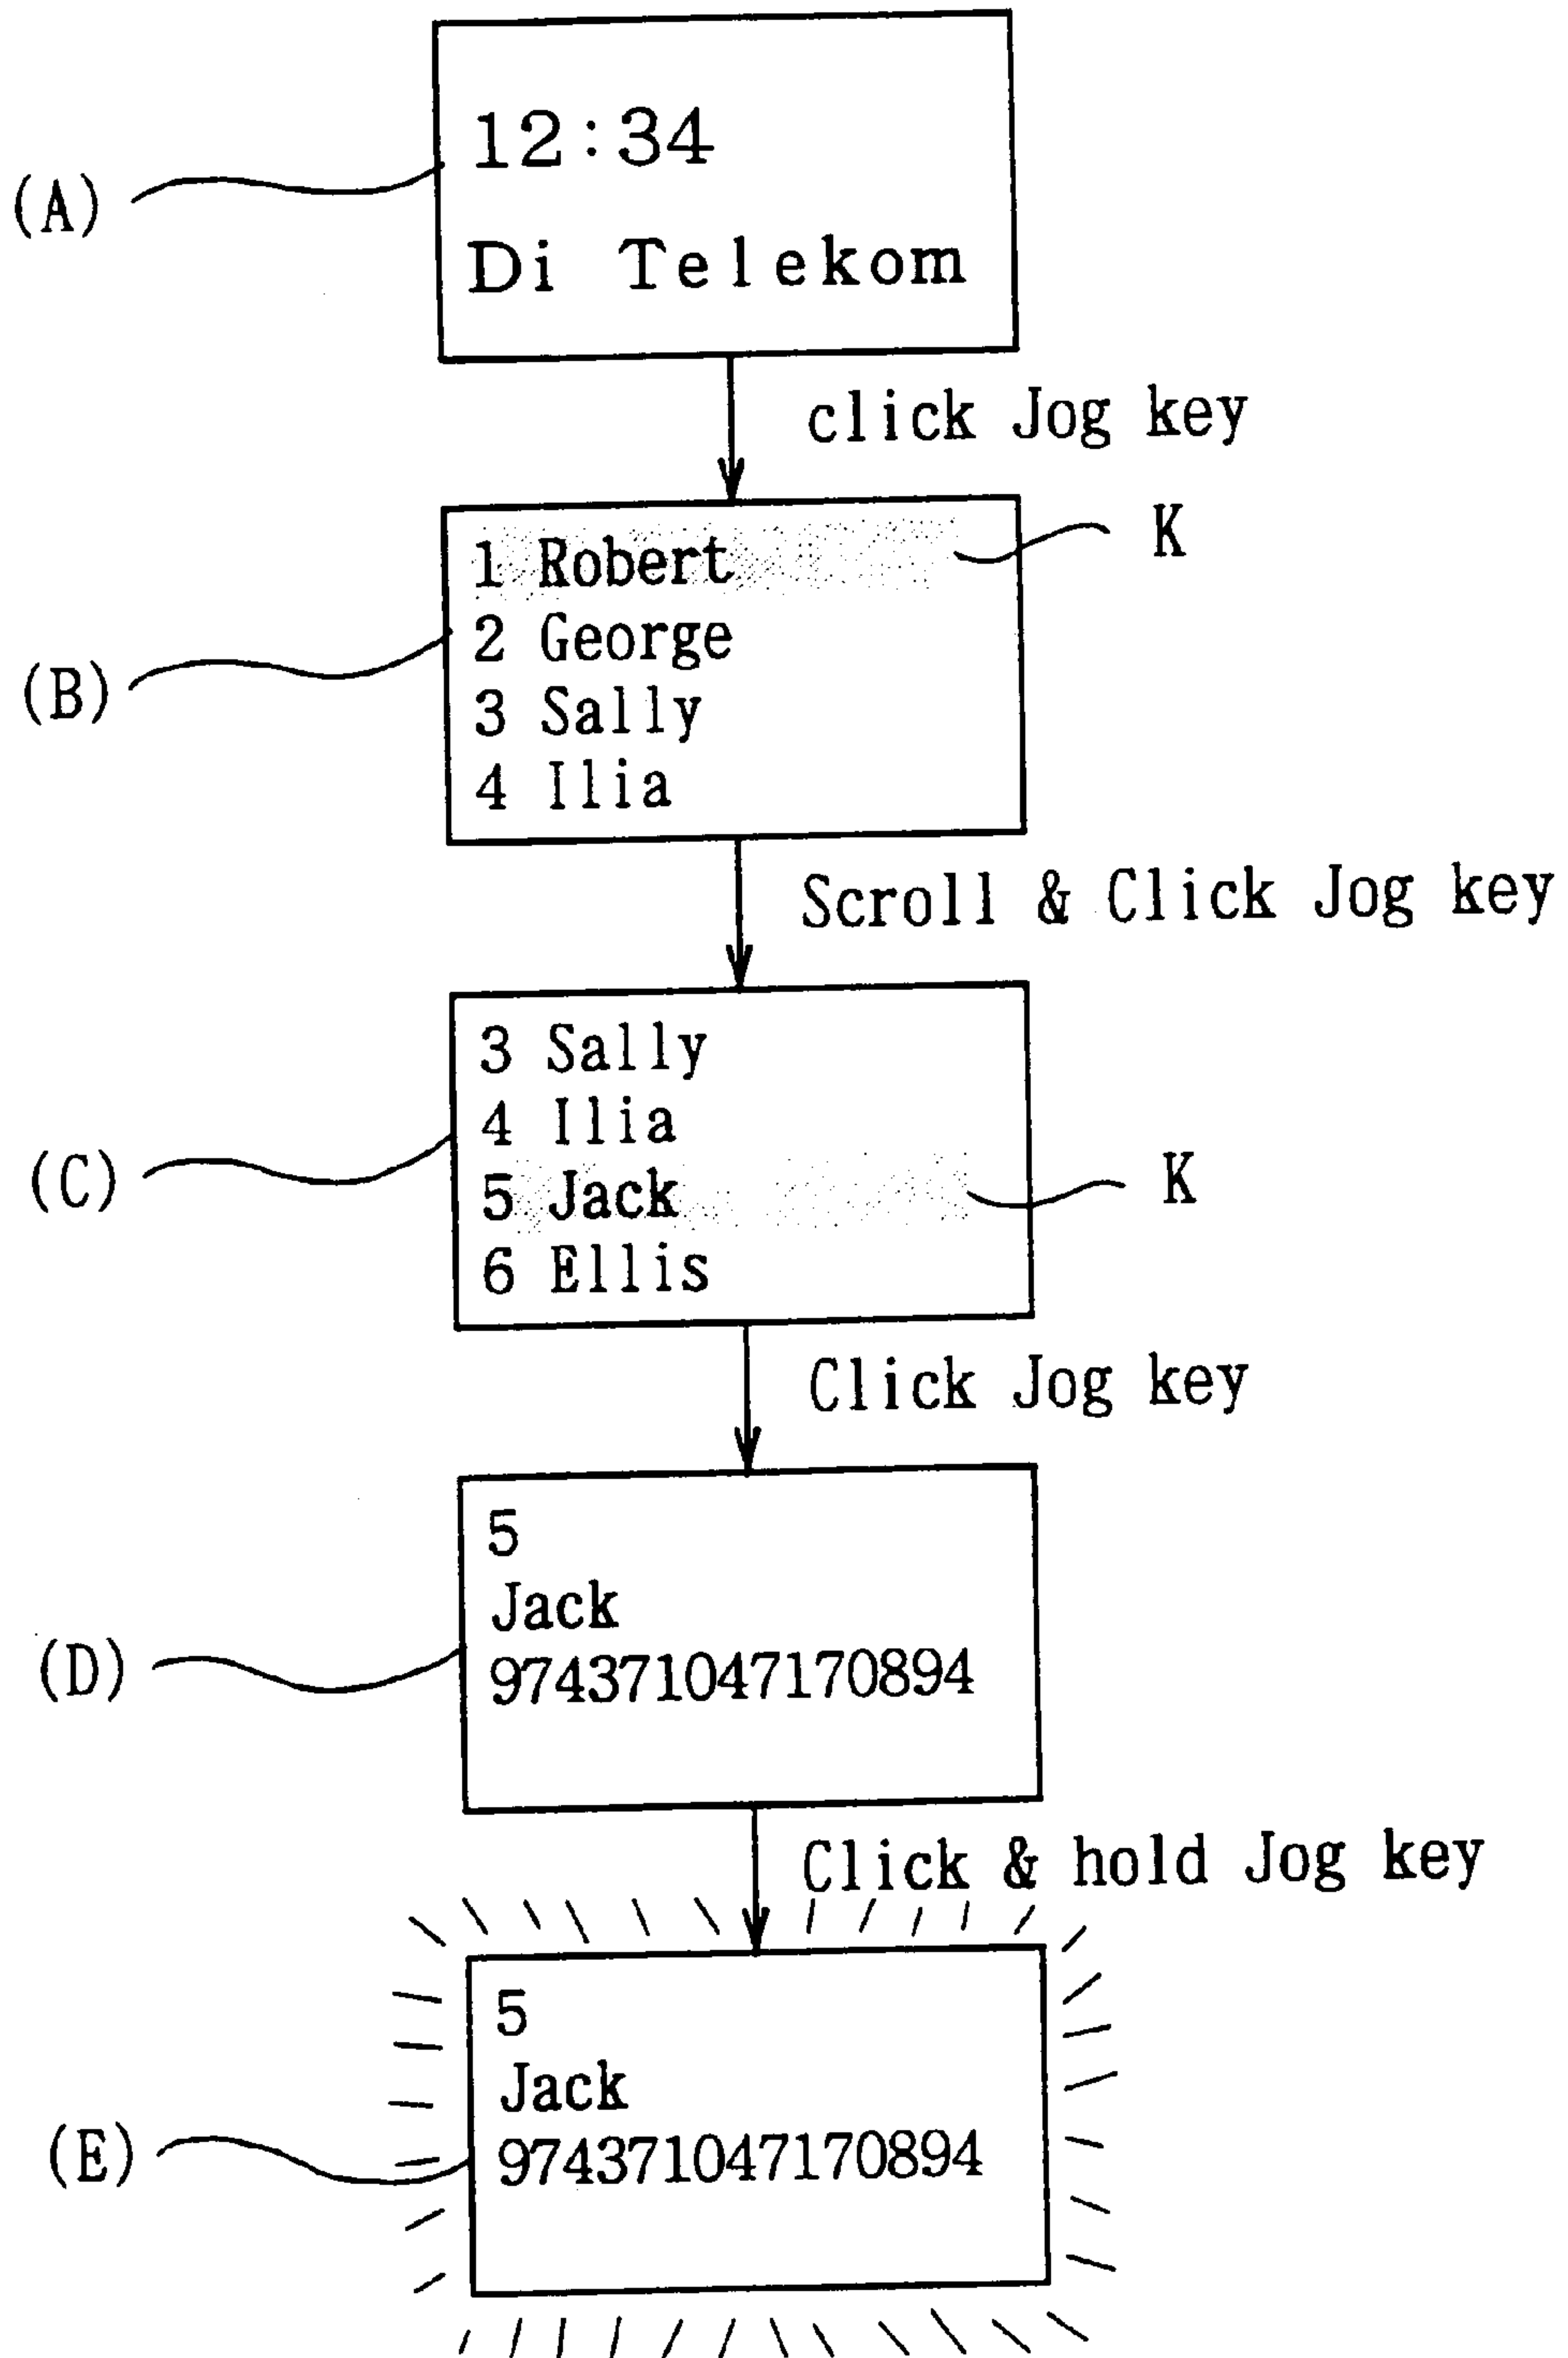 (A)
12:34
Di Telekom
click Jog key
K
1 Robert
2 George
3 Sally
4 Ilia
(B)
Scroll & Click Jog key
3 Sally
4 Ilia
5 Jack
6 Ellis
(C)
K
Click Jog key
5
Jack
974371047170894
(D)
Click & hold Jog key
5
Jack
974371047170894
(E)